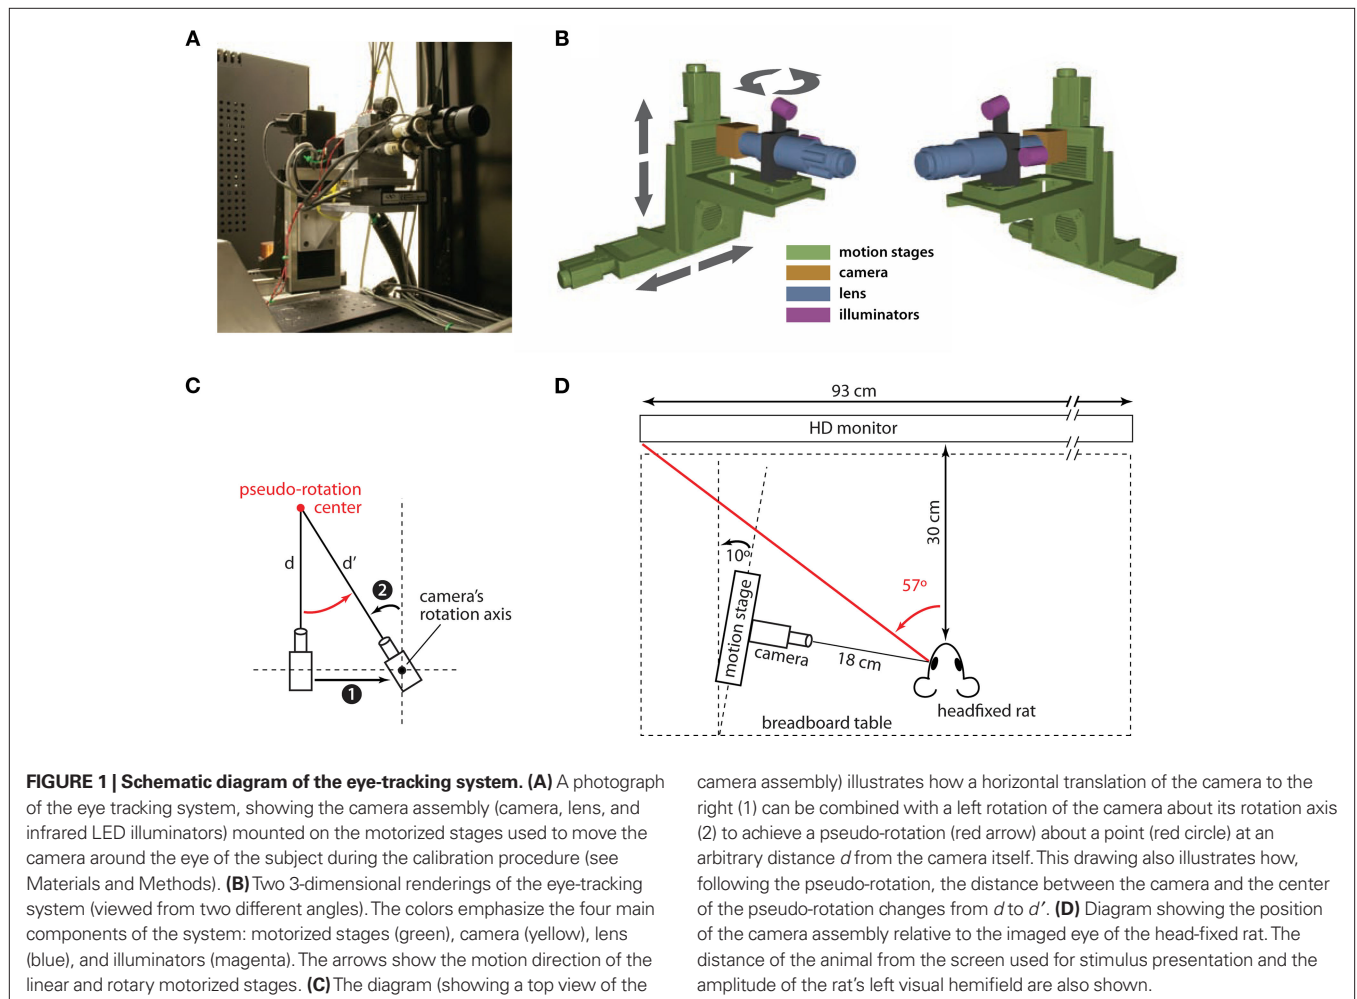 A
B
motion stages
camera
lens
illuminators
C
pseudo-rotation
center
d
d'
2
camera's
rotation axis
1
D
93 cm
HD monitor
30 cm
10º
57º
motion stage
camera
18 cm
headfixed rat
breadboard table
FIGURE 1 | Schematic diagram of the eye-tracking system. (A) A photograph
of the eye tracking system, showing the camera assembly (camera, lens, and
infrared LED illuminators) mounted on the motorized stages used to move the
camera around the eye of the subject during the calibration procedure (see
Materials and Methods). (B) Two 3-dimensional renderings of the eye-tracking
system (viewed from two different angles). The colors emphasize the four main
components of the system: motorized stages (green), camera (yellow), lens
(blue), and illuminators (magenta). The arrows show the motion direction of the
linear and rotary motorized stages. (C) The diagram (showing a top view of the
camera assembly) illustrates how a horizontal translation of the camera to the
right (1) can be combined with a left rotation of the camera about its rotation axis
(2) to achieve a pseudo-rotation (red arrow) about a point (red circle) at an
arbitrary distance d from the camera itself. This drawing also illustrates how,
following the pseudo-rotation, the distance between the camera and the center
of the pseudo-rotation changes from d to d′. (D) Diagram showing the position
of the camera assembly relative to the imaged eye of the head-fixed rat. The
distance of the animal from the screen used for stimulus presentation and the
amplitude of the rat's left visual hemifield are also shown.